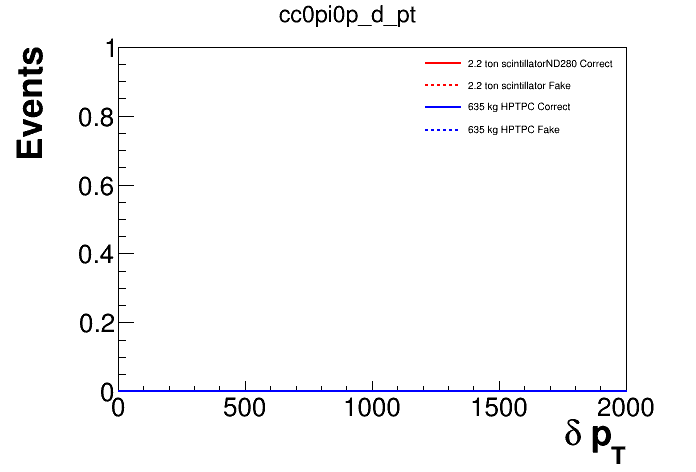 cc0pi0p_d_pt
Events
1
0.8
0.6
0.4
0.2
0
2.2 ton scintillatorND280 Correct
2.2 ton scintillator Fake
635 kg HPTPC Correct
635 kg HPTPC Fake
0 500 1000 1500 2000
δ pT